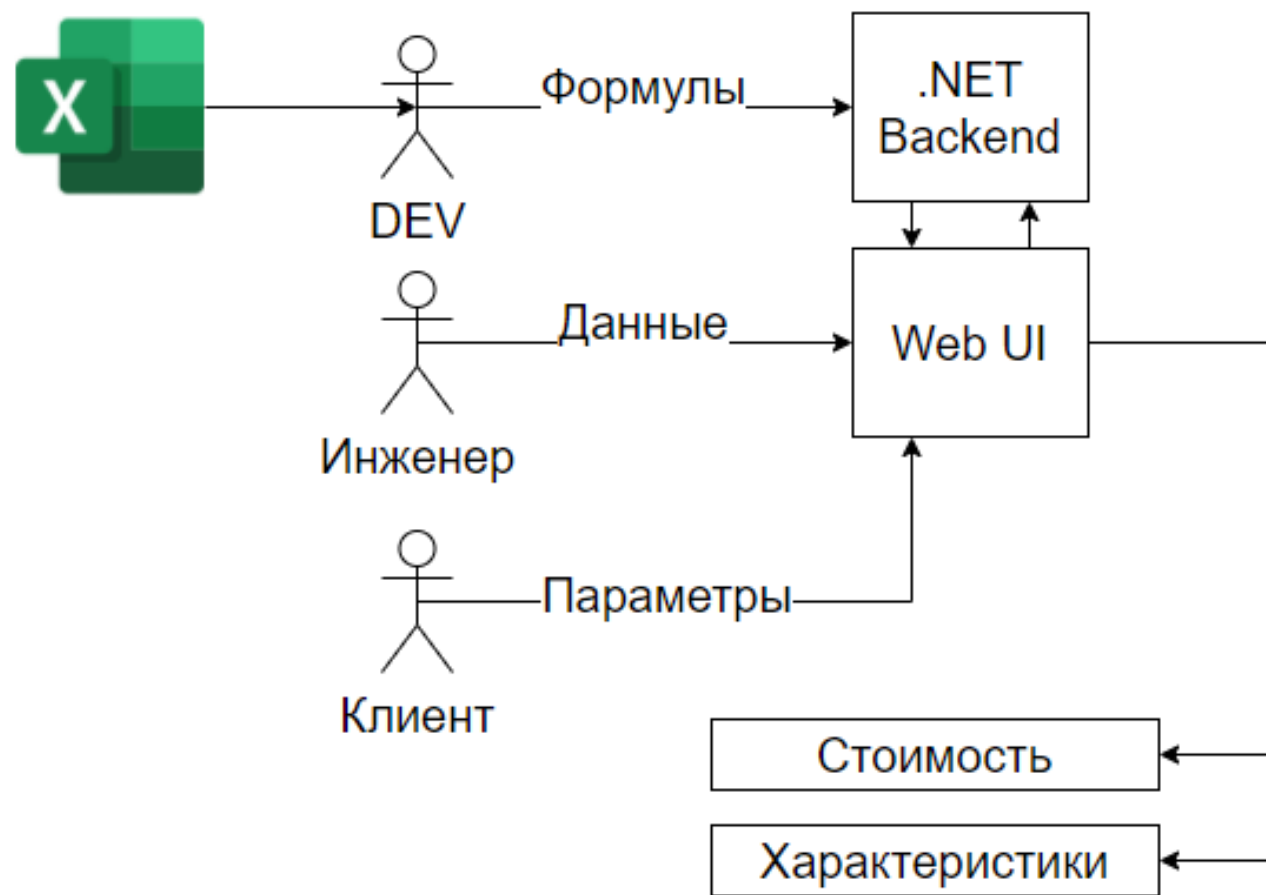 X
Формулы
.NET
Backend
DEV
Данные
Web UI
Инженер
Параметры
Клиент
Стоимость
Характеристики